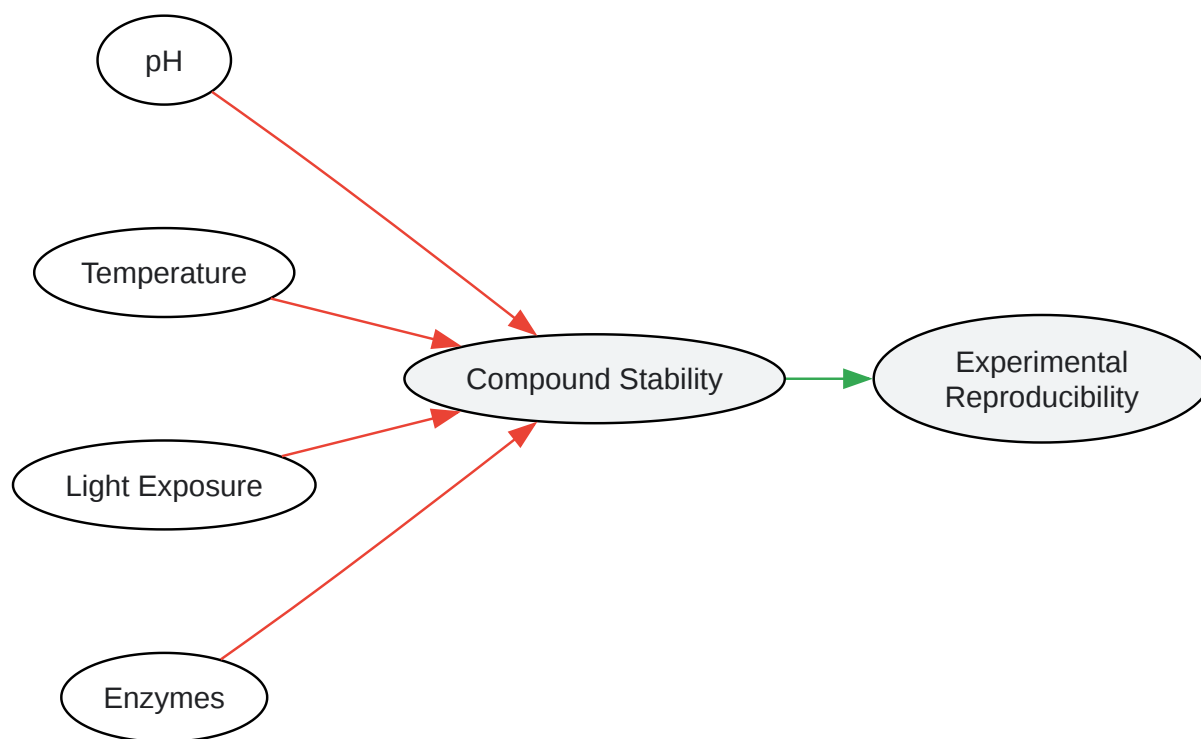 pH
Temperature
Light Exposure
Enzymes
Compound Stability
Experimental
Reproducibility